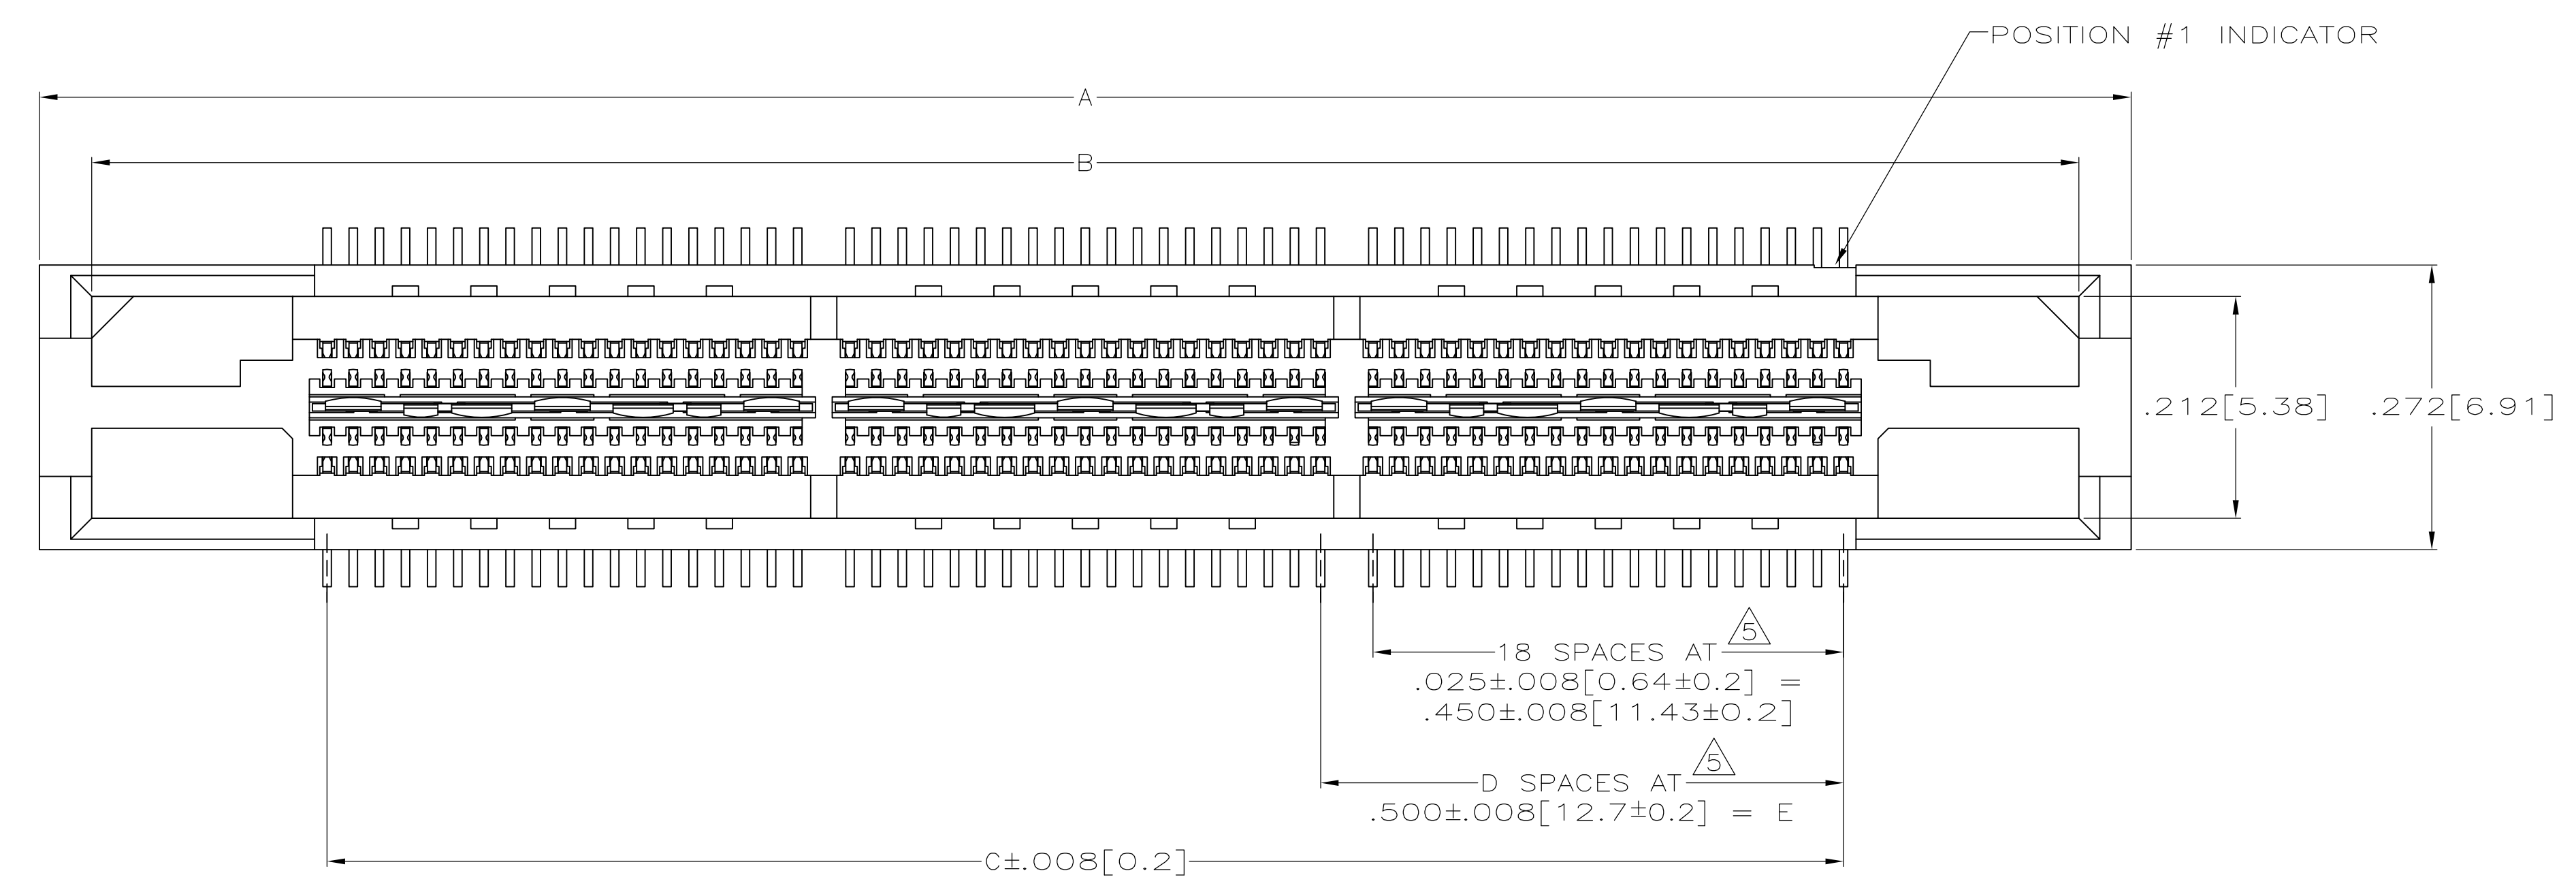 POSITION #1 INDICATOR
A
B
.212[5.38]
.272[6.91]
5
18 SPACES AT
.025±.008[0.64±0.2] =
.450±.008[11.43±0.2]
5
D SPACES AT
.500±.008[12.7±0.2] = E
C±.008[0.2]